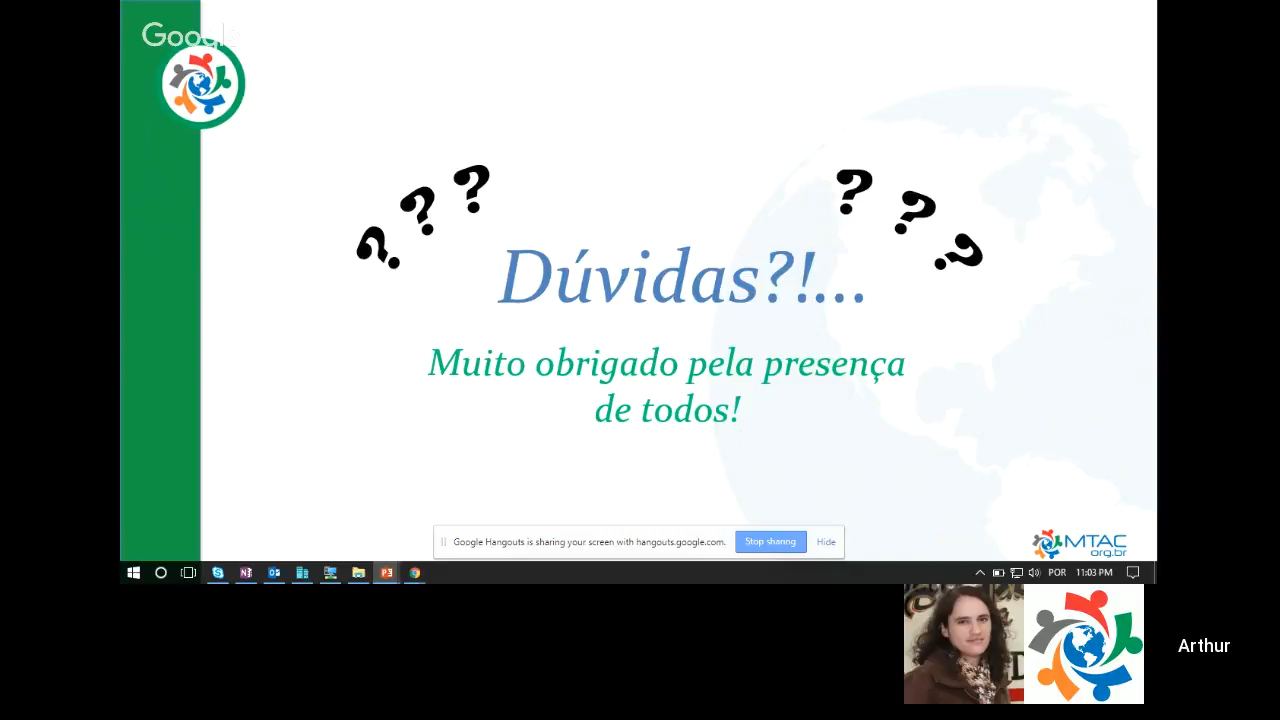 Google
? ? ? ? ? ?
Dúvidas?!...
Muito obrigado pela presença
de todos!
Google Hangouts is sharing your screen with hangouts.google.com.
Stop sharing
Hide
MTAC
org.br
POR
11:03 PM
Arthur